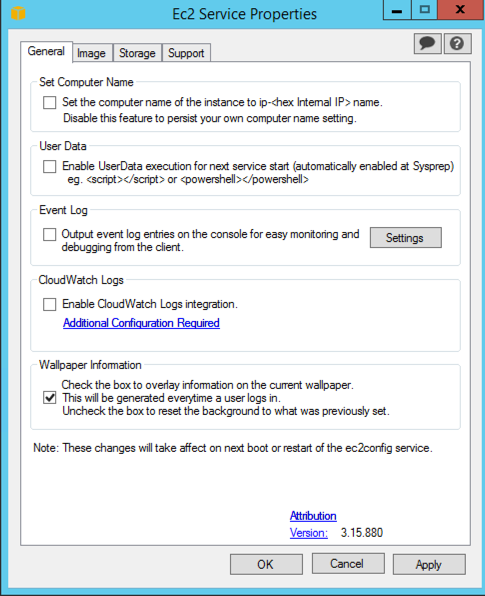 Ec2 Service Properties
General Image Storage Support
Set Computer Name
Set the computer name of the instance to ip-<hex Internal IP> name.
Disable this feature to persist your own computer name setting.
User Data
Enable UserData execution for next service start (automatically enabled at Sysprep)
eg. <script></script> or <powershell></powershell>
Event Log
Output event log entries on the console for easy monitoring and
debugging from the client.
Settings
CloudWatch Logs
Enable CloudWatch Logs integration.
Additional Configuration Required
Wallpaper Information
Check the box to overlay information on the current wallpaper.
This will be generated everytime a user logs in.
Uncheck the box to reset the background to what was previously set.
Note: These changes will take affect on next boot or restart of the ec2config service.
Attribution
Version: 3.15.880
OK Cancel Apply